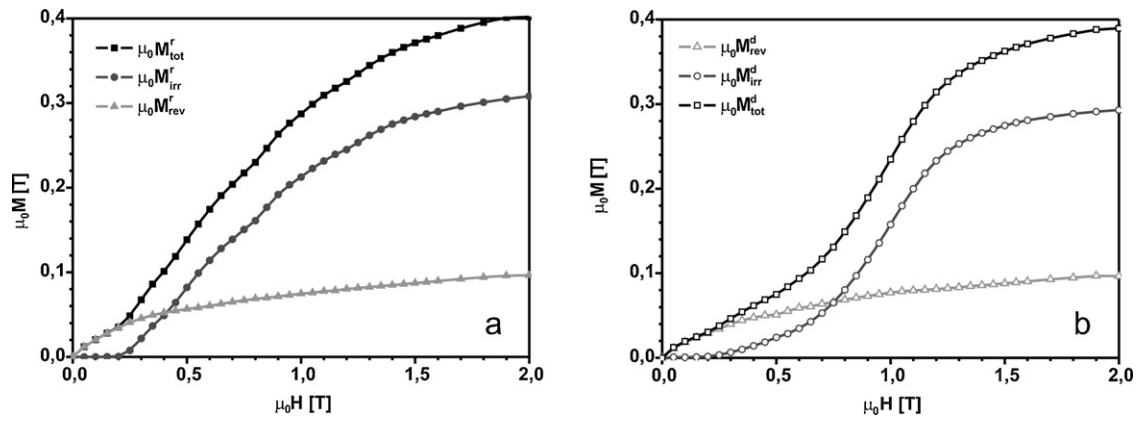 0,4
0,3
0,2
0,1
0,0
μ₀M [T]
μ₀Mʳtot
μ₀Mʳirr
μ₀Mʳrev
a
0,0 0,5 1,0 1,5 2,0
μ₀H [T]
0,4
0,3
0,2
0,1
0,0
μ₀M [T]
μ₀Mᵈrev
μ₀Mᵈirr
μ₀Mᵈtot
b
0,0 0,5 1,0 1,5 2,0
μ₀H [T]